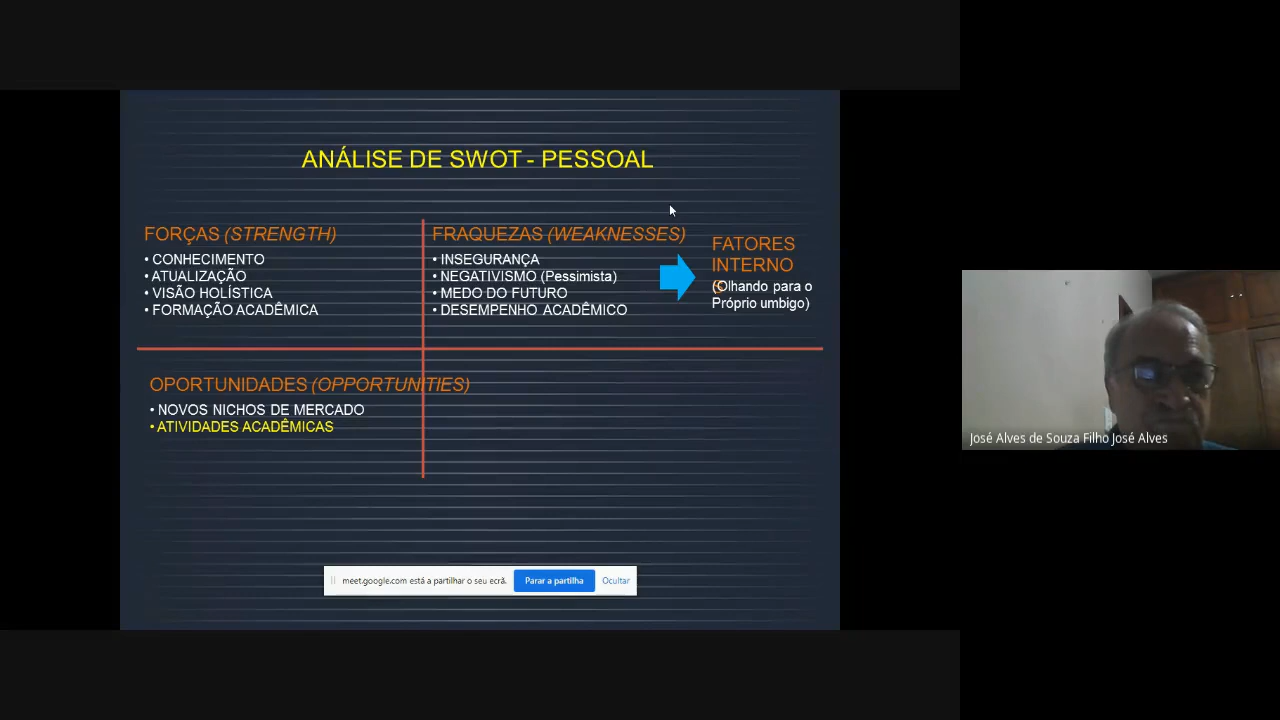 ANÁLISE DE SWOT - PESSOAL
FORÇAS (STRENGTH)
• CONHECIMENTO
• ATUALIZAÇÃO
• VISÃO HOLÍSTICA
• FORMAÇÃO ACADÊMICA
FRAQUEZAS (WEAKNESSES)
• INSEGURANÇA
• NEGATIVISMO (Pessimista)
• MEDO DO FUTURO
• DESEMPENHO ACADÊMICO
FATORES
INTERNO
S
(Olhando para o
Próprio umbigo)
OPORTUNIDADES (OPPORTUNITIES)
• NOVOS NICHOS DE MERCADO
• ATIVIDADES ACADÊMICAS
meet.google.com está a partilhar o seu ecrã.
Parar a partilha
Ocultar
José Alves de Souza Filho José Alves